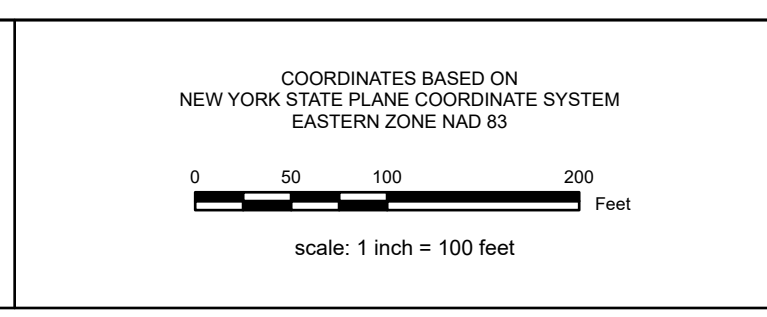 COORDINATES BASED ON
NEW YORK STATE PLANE COORDINATE SYSTEM
EASTERN ZONE NAD 83
0 50 100 200
Feet
scale: 1 inch = 100 feet